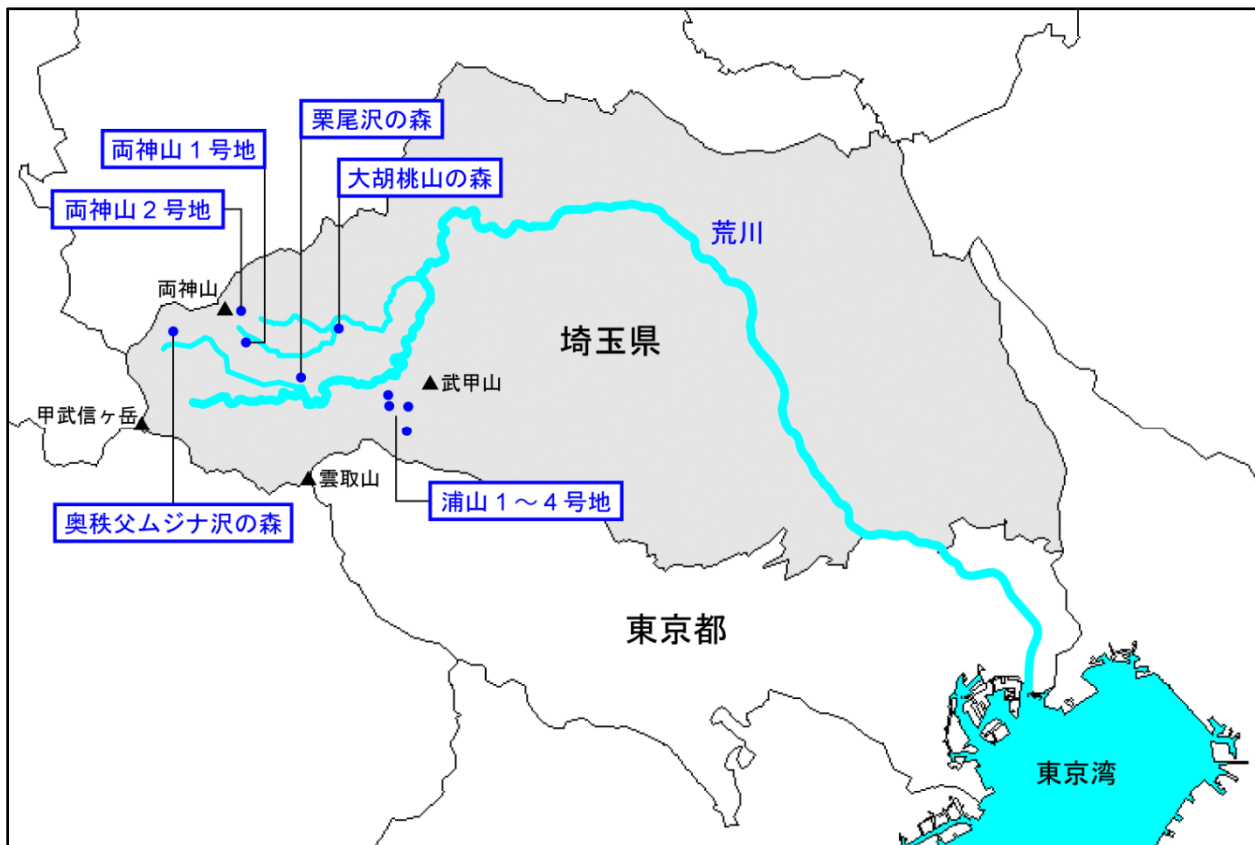 栗尾沢の森
両神山１号地
大胡桃山の森
両神山２号地
荒川
両神山
埼玉県
武甲山
甲武信ヶ岳
雲取山
浦山１～４号地
奥秩父ムジナ沢の森
東京都
東京湾